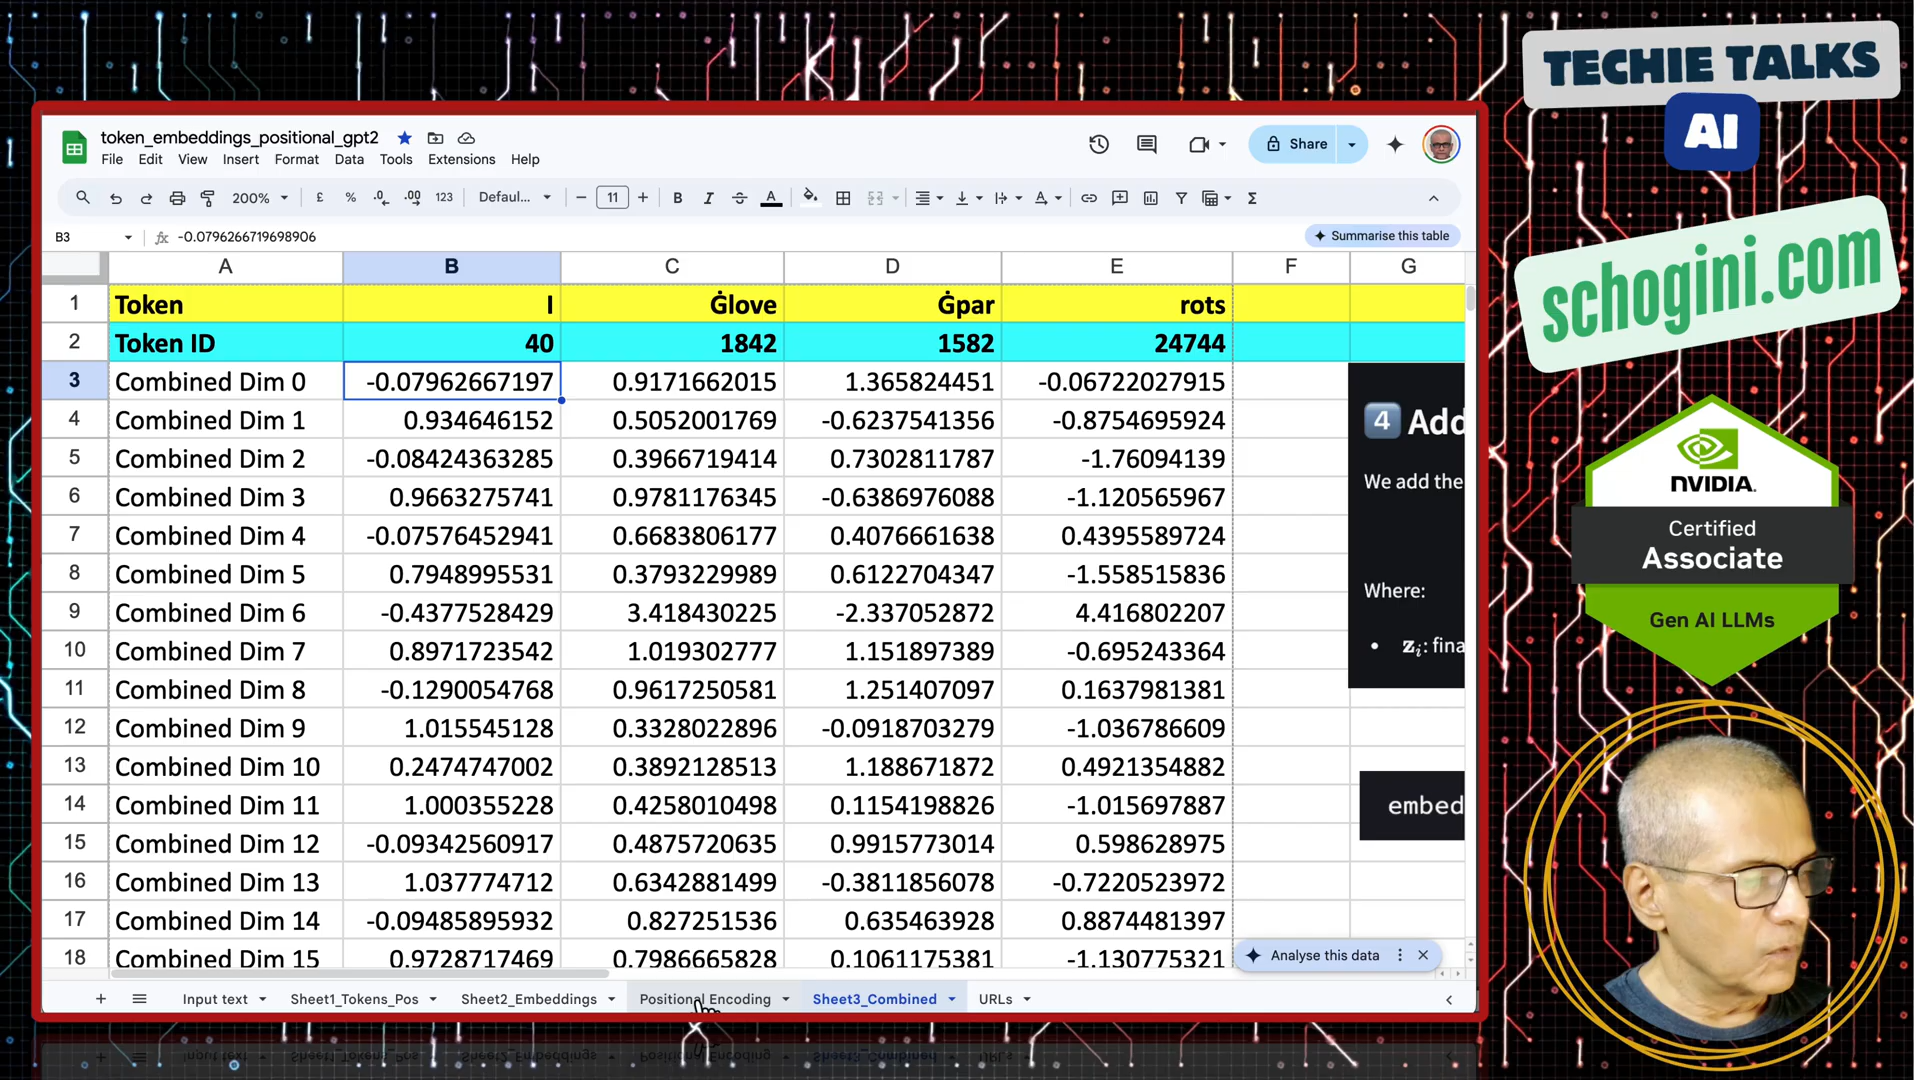 token_embeddings_positional_gpt2
File Edit View Insert Format Data Tools Extensions Help
Share
200% £ % .0 .00 123 Defaul... 11 B I A A
B3 fx -0.0796266719698906
Summarise this table
A B C D E F G
1 Token I Ġlove Ġpar rots
2 Token ID 40 1842 1582 24744
3 Combined Dim 0 -0.07962667197 0.9171662015 1.365824451 -0.06722027915
4 Combined Dim 1 0.934646152 0.5052001769 -0.6237541356 -0.8754695924
5 Combined Dim 2 -0.08424363285 0.3966719414 0.7302811787 -1.76094139
6 Combined Dim 3 0.9663275741 0.9781176345 -0.6386976088 -1.120565967
7 Combined Dim 4 -0.07576452941 0.6683806177 0.4076661638 0.4395589724
8 Combined Dim 5 0.7948995531 0.3793229989 0.6122704347 -1.558515836
9 Combined Dim 6 -0.4377528429 3.418430225 -2.337052872 4.416802207
10 Combined Dim 7 0.8971723542 1.019302777 1.151897389 -0.695243364
11 Combined Dim 8 -0.1290054768 0.9617250581 1.251407097 0.1637981381
12 Combined Dim 9 1.015545128 0.3328022896 -0.0918703279 -1.036786609
13 Combined Dim 10 0.2474747002 0.3892128513 1.188671872 0.4921354882
14 Combined Dim 11 1.000355228 0.4258010498 0.1154198826 -1.015697887
15 Combined Dim 12 -0.09342560917 0.4875720635 0.9915773014 0.598628975
16 Combined Dim 13 1.037774712 0.6342881499 -0.3811856078 -0.7220523972
17 Combined Dim 14 -0.09485895932 0.827251536 0.635463928 0.8874481397
18 Combined Dim 15 0.9728717469 0.7986665828 0.1061175381 -1.130775321
4 Add
We add the
Where:
• zᵢ: fina
embed
Analyse this data
Input text Sheet1_Tokens_Pos Sheet2_Embeddings Positional Encoding Sheet3_Combined URLs
TECHIE TALKS
AI
schogini.com
NVIDIA.
Certified
Associate
Gen AI LLMs